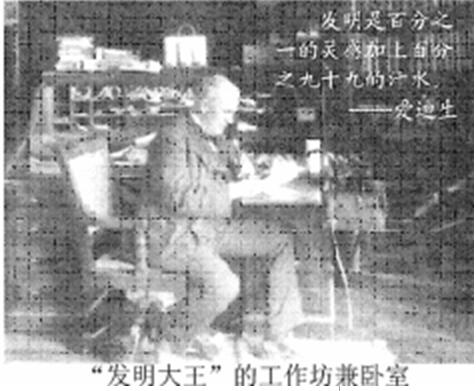 发明是百分之
一的灵感加上百分
之九十九的汁水。
——爱迪生
“发明大王”的工作坊兼卧室